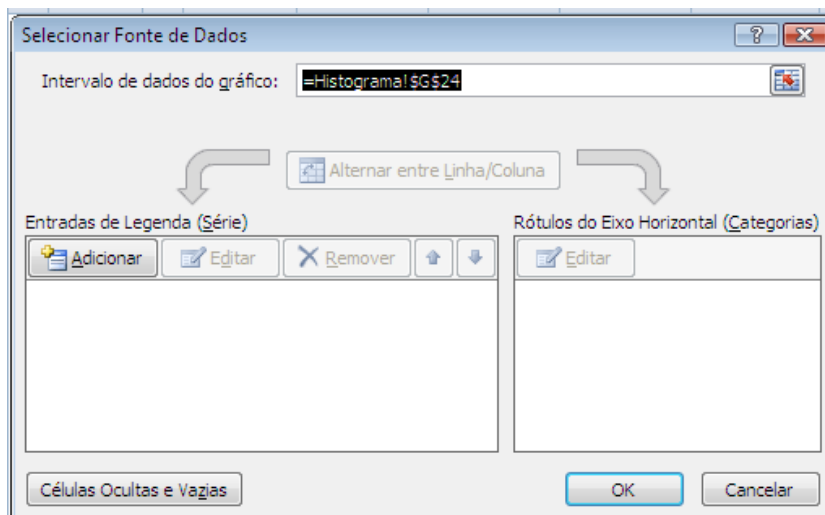 Selecionar Fonte de Dados
Intervalo de dados do gráfico: =Histograma!$G$24
Alternar entre Linha/Coluna
Entradas de Legenda (Série)
Rótulos do Eixo Horizontal (Categorias)
Adicionar Editar Remover
Editar
Células Ocultas e Vazias
OK Cancelar